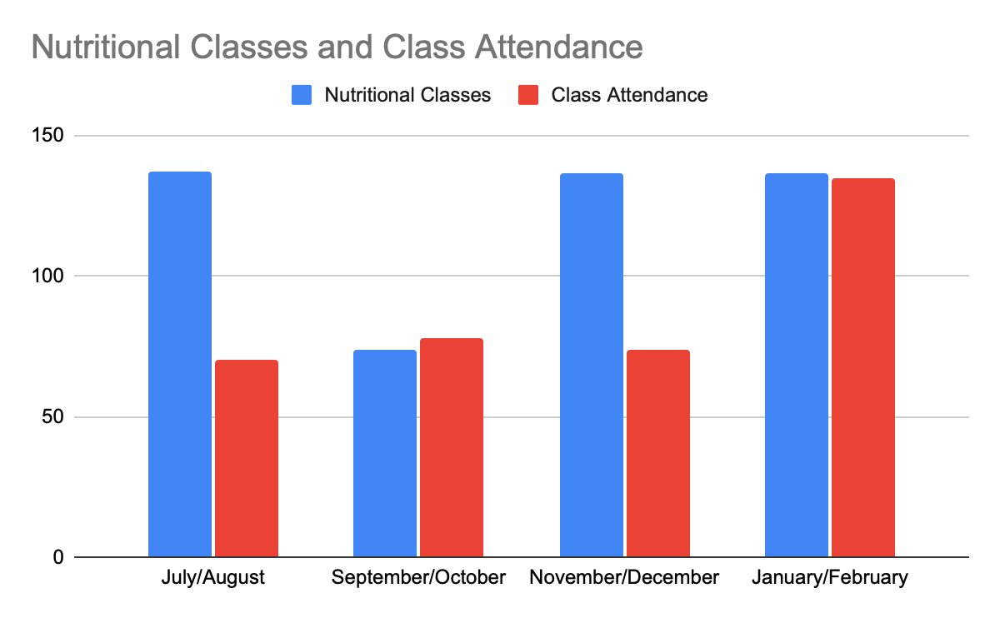 Nutritional Classes and Class Attendance
Nutritional Classes Class Attendance
150
100
50
0
July/August September/October November/December January/February